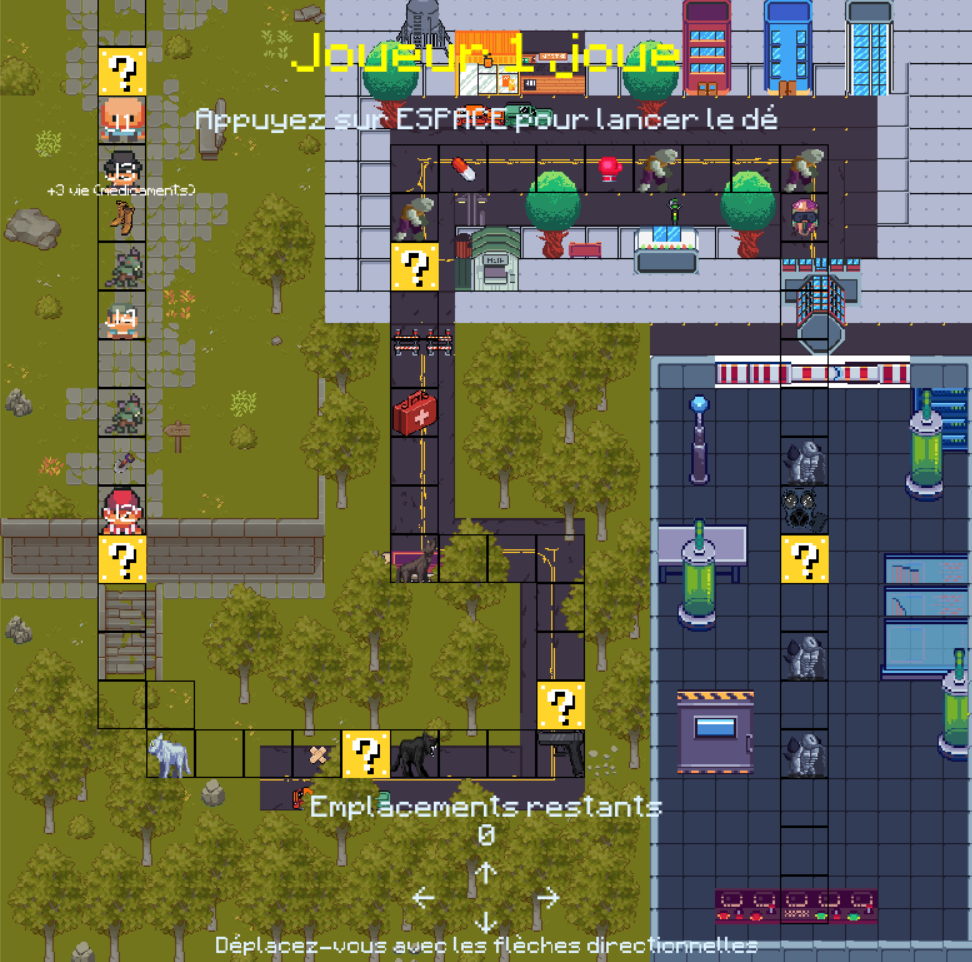 Joueur 1 joue
Appuyez sur ESPACE pour lancer le dé
+3 vie (médicaments)
Emplacements restants
0
Déplacez-vous avec les flèches directionnelles